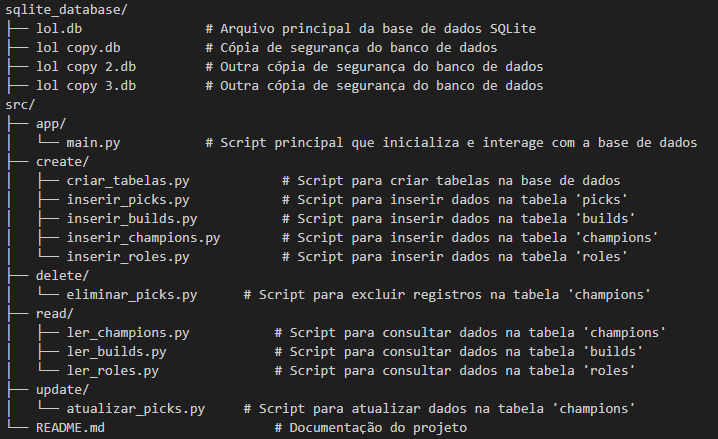 sqlite_database/
├── lol.db                # Arquivo principal da base de dados SQLite
├── lol copy.db           # Cópia de segurança do banco de dados
├── lol copy 2.db         # Outra cópia de segurança do banco de dados
├── lol copy 3.db         # Outra cópia de segurança do banco de dados
src/
├── app/
│   └── main.py           # Script principal que inicializa e interage com a base de dados
├── create/
│   ├── criar_tabelas.py            # Script para criar tabelas na base de dados
│   ├── inserir_picks.py            # Script para inserir dados na tabela 'picks'
│   ├── inserir_builds.py           # Script para inserir dados na tabela 'builds'
│   ├── inserir_champions.py        # Script para inserir dados na tabela 'champions'
│   └── inserir_roles.py            # Script para inserir dados na tabela 'roles'
├── delete/
│   └── eliminar_picks.py      # Script para excluir registros na tabela 'champions'
├── read/
│   ├── ler_champions.py           # Script para consultar dados na tabela 'champions'
│   ├── ler_builds.py              # Script para consultar dados na tabela 'builds'
│   └── ler_roles.py               # Script para consultar dados na tabela 'roles'
├── update/
│   └── atualizar_picks.py     # Script para atualizar dados na tabela 'champions'
└── README.md                      # Documentação do projeto